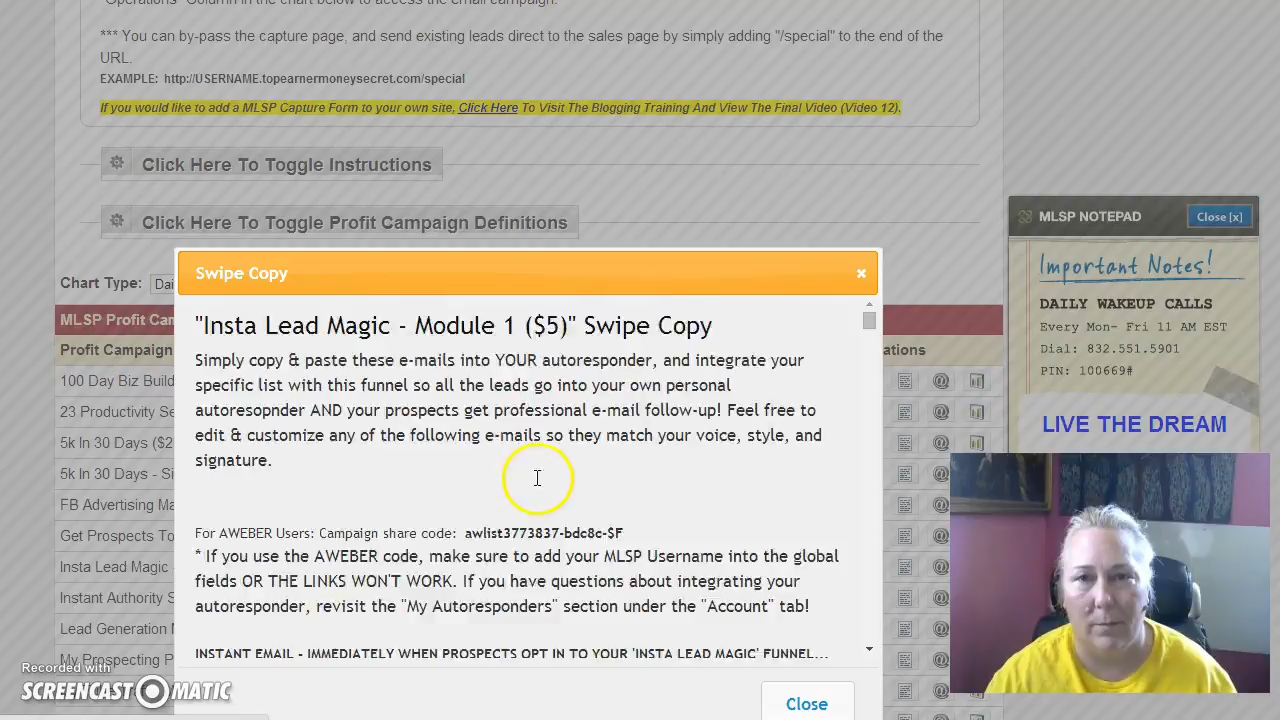 "Operations" Column in the chart below to access the email campaign.
*** You can by-pass the capture page, and send existing leads direct to the sales page by simply adding "/special" to the end of the
URL.
EXAMPLE: http://USERNAME.topearnermoneysecret.com/special
If you would like to add a MLSP Capture Form to your own site, Click Here To Visit The Blogging Training And View The Final Video (Video 12).
Click Here To Toggle Instructions
Click Here To Toggle Profit Campaign Definitions
Chart Type: Dai
MLSP Profit Cam
Profit Campaign
ations
100 Day Biz Build
23 Productivity Se
5k In 30 Days ($2
5k In 30 Days - Si
FB Advertising Ma
Get Prospects To
Insta Lead Magic
Instant Authority S
Lead Generation
My Prospecting P
Swipe Copy
"Insta Lead Magic - Module 1 ($5)" Swipe Copy
Simply copy & paste these e-mails into YOUR autoresponder, and integrate your
specific list with this funnel so all the leads go into your own personal
autoresopnder AND your prospects get professional e-mail follow-up! Feel free to
edit & customize any of the following e-mails so they match your voice, style, and
signature.
For AWEBER Users: Campaign share code: awlist3773837-bdc8c-$F
* If you use the AWEBER code, make sure to add your MLSP Username into the global
fields OR THE LINKS WON'T WORK. If you have questions about integrating your
autoresponder, revisit the "My Autoresponders" section under the "Account" tab!
INSTANT EMAIL - IMMEDIATELY WHEN PROSPECTS OPT IN TO YOUR 'INSTA LEAD MAGIC' FUNNEL...
Close
MLSP NOTEPAD
Close [x]
Important Notes!
DAILY WAKEUP CALLS
Every Mon- Fri 11 AM EST
Dial: 832.551.5901
PIN: 100669#
LIVE THE DREAM
Recorded with
SCREENCAST MATIC